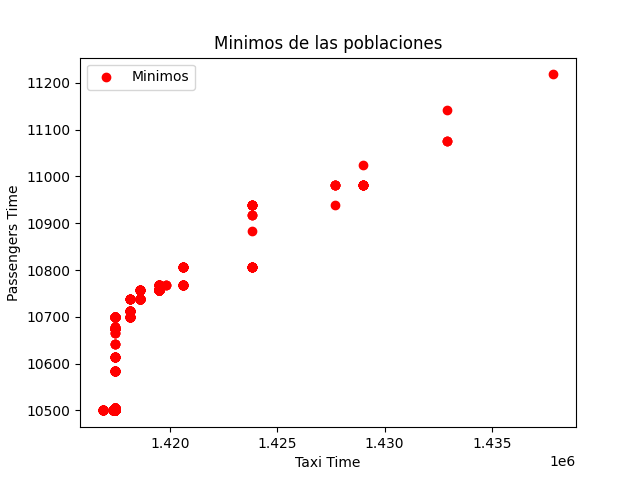 Minimos de las poblaciones
Minimos
11200
11100
11000
10900
10800
10700
10600
10500
Passengers Time
1.420 1.425 1.430 1.435
1e6
Taxi Time